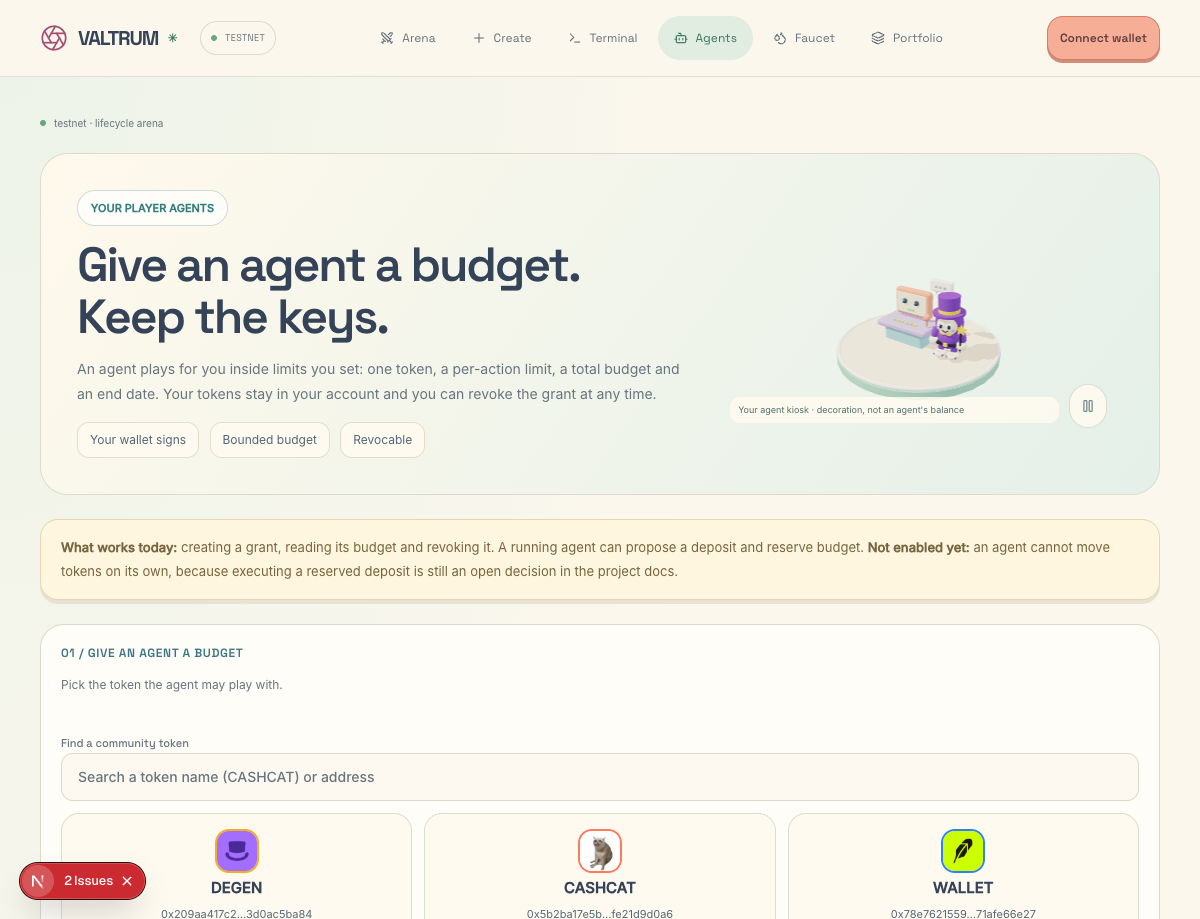 VALTRUM
TESTNET
Arena
Create
Terminal
Agents
Faucet
Portfolio
Connect wallet
testnet · lifecycle arena
YOUR PLAYER AGENTS
Give an agent a budget.
Keep the keys.
An agent plays for you inside limits you set: one token, a per-action limit, a total budget and
an end date. Your tokens stay in your account and you can revoke the grant at any time.
Your wallet signs
Bounded budget
Revocable
Your agent kiosk · decoration, not an agent's balance
What works today: creating a grant, reading its budget and revoking it. A running agent can propose a deposit and reserve budget. Not enabled yet: an agent cannot move
tokens on its own, because executing a reserved deposit is still an open decision in the project docs.
01 / GIVE AN AGENT A BUDGET
Pick the token the agent may play with.
Find a community token
Search a token name (CASHCAT) or address
DEGEN
CASHCAT
WALLET
0x209aa417c2…3d0ac5ba84
0x5b2ba17e5b…fe21d9d0a6
0x78e7621559…71afe66e27
N 2 Issues